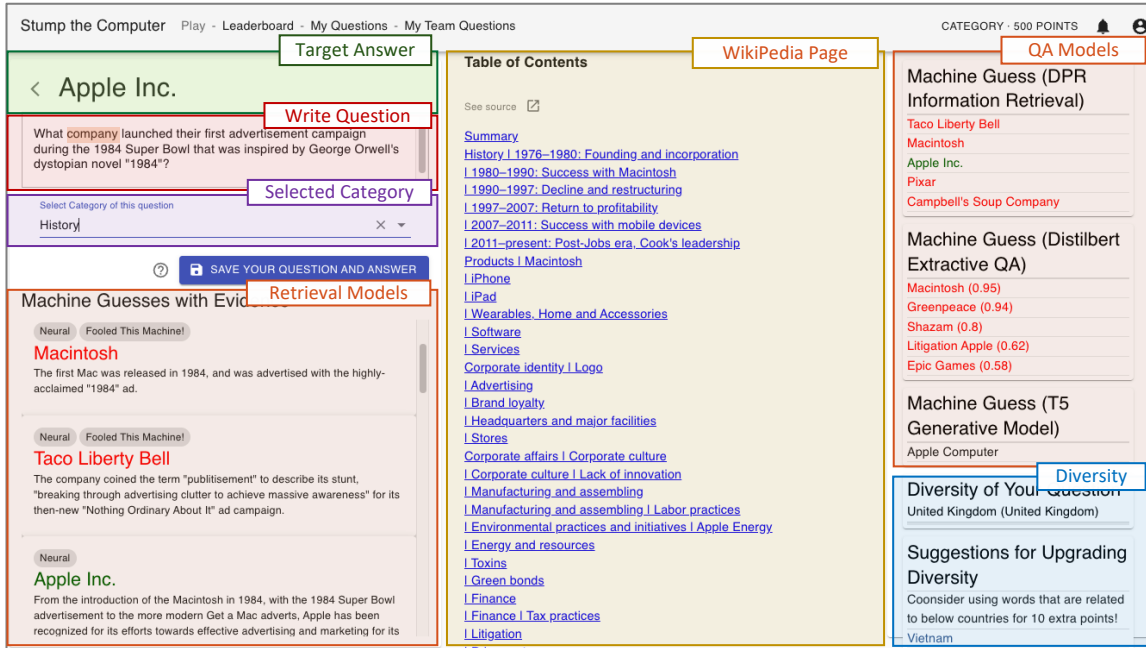 Stump the Computer Play - Leaderboard - My Questions - My Team Questions
CATEGORY · 500 POINTS
Target Answer
Apple Inc.
Write Question
What company launched their first advertisement campaign
during the 1984 Super Bowl that was inspired by George Orwell's
dystopian novel "1984"?
Selected Category
Select Category of this question
History
SAVE YOUR QUESTION AND ANSWER
Retrieval Models
Machine Guesses with Evidence
Neural Fooled This Machine!
Macintosh
The first Mac was released in 1984, and was advertised with the highly-
acclaimed "1984" ad.
Neural Fooled This Machine!
Taco Liberty Bell
The company coined the term "publitisement" to describe its stunt,
"breaking through advertising clutter to achieve massive awareness" for its
then-new "Nothing Ordinary About It" ad campaign.
Neural
Apple Inc.
From the introduction of the Macintosh in 1984, with the 1984 Super Bowl
advertisement to the more modern Get a Mac adverts, Apple has been
recognized for its efforts towards effective advertising and marketing for its
WikiPedia Page
Table of Contents
See source
Summary
History | 1976–1980: Founding and incorporation
| 1980–1990: Success with Macintosh
| 1990–1997: Decline and restructuring
| 1997–2007: Return to profitability
| 2007–2011: Success with mobile devices
| 2011–present: Post-Jobs era, Cook's leadership
Products | Macintosh
| iPhone
| iPad
| Wearables, Home and Accessories
| Software
| Services
Corporate identity | Logo
| Advertising
| Brand loyalty
| Headquarters and major facilities
| Stores
Corporate affairs | Corporate culture
| Corporate culture | Lack of innovation
| Manufacturing and assembling
| Manufacturing and assembling | Labor practices
| Environmental practices and initiatives | Apple Energy
| Energy and resources
| Toxins
| Green bonds
| Finance
| Finance | Tax practices
| Litigation
QA Models
Machine Guess (DPR
Information Retrieval)
Taco Liberty Bell
Macintosh
Apple Inc.
Pixar
Campbell's Soup Company
Machine Guess (Distilbert
Extractive QA)
Macintosh (0.95)
Greenpeace (0.94)
Shazam (0.8)
Litigation Apple (0.62)
Epic Games (0.58)
Machine Guess (T5
Generative Model)
Apple Computer
Diversity
Diversity of Your Question
United Kingdom (United Kingdom)
Suggestions for Upgrading
Diversity
Coonsider using words that are related
to below countries for 10 extra points!
Vietnam